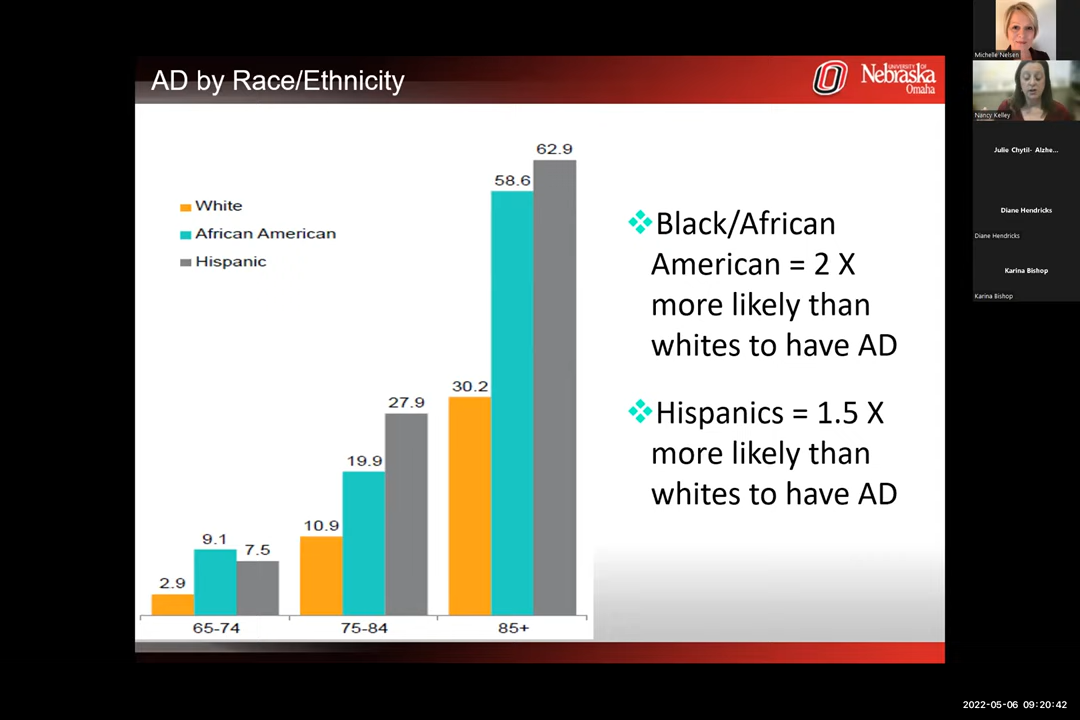 AD by Race/Ethnicity
UNIVERSITY OF
Nebraska
Omaha
White
African American
Hispanic
2.9
9.1
7.5
10.9
19.9
27.9
30.2
58.6
62.9
65-74
75-84
85+
Black/African
American = 2 X
more likely than
whites to have AD
Hispanics = 1.5 X
more likely than
whites to have AD
Michelle Nelsen
Nancy Kelley
Julie Chytil- Alzhe...
Diane Hendricks
Diane Hendricks
Karina Bishop
Karina Bishop
2022-05-06 09:20:42